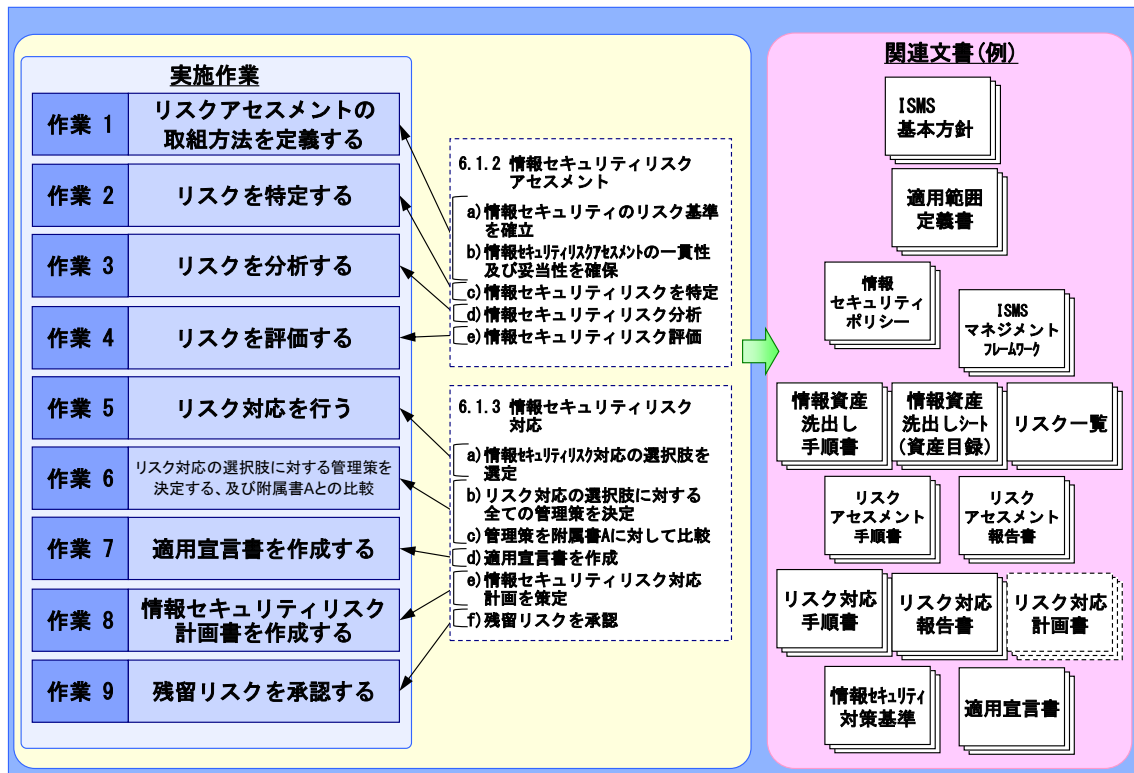 実施作業
作業 1
リスクアセスメントの
取組方法を定義する
作業 2
リスクを特定する
作業 3
リスクを分析する
作業 4
リスクを評価する
作業 5
リスク対応を行う
作業 6
リスク対応の選択肢に対する管理策を
決定する、及び附属書Aとの比較
作業 7
適用宣言書を作成する
作業 8
情報セキュリティリスク
計画書を作成する
作業 9
残留リスクを承認する
6.1.2 情報セキュリティリスク
アセスメント
a)情報セキュリティのリスク基準
を確立
b)情報ｾｷｭﾘﾃｨﾘｽｸｱｾｽﾒﾝﾄの一貫性
及び妥当性を確保
c)情報セキュリティリスクを特定
d)情報セキュリティリスク分析
e)情報セキュリティリスク評価
6.1.3 情報セキュリティリスク
対応
a)情報ｾｷｭﾘﾃｨﾘｽｸ対応の選択肢を
選定
b)リスク対応の選択肢に対する
全ての管理策を決定
c)管理策を附属書Aに対して比較
d)適用宣言書を作成
e)情報セキュリティリスク対応
計画を策定
f)残留リスクを承認
関連文書(例)
ISMS
基本方針
適用範囲
定義書
情報
セキュリティ
ポリシー
ISMS
マネジメント
ﾌﾚｰﾑﾜｰｸ
情報資産
洗出し
手順書
情報資産
洗出しｼｰﾄ
(資産目録)
リスク一覧
リスク
アセスメント
手順書
リスク
アセスメント
報告書
リスク対応
手順書
リスク対応
報告書
リスク対応
計画書
情報ｾｷｭﾘﾃｨ
対策基準
適用宣言書